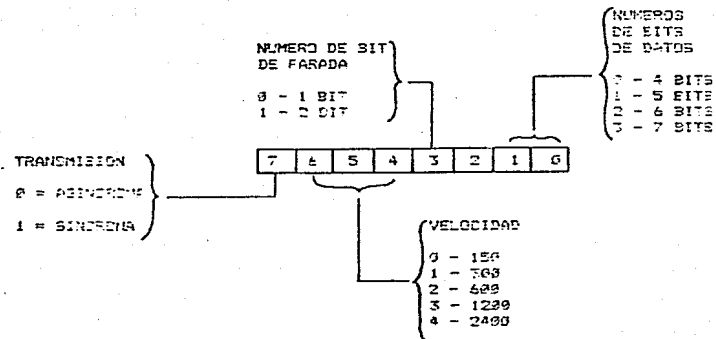 NUMERO DE BIT
DE PARADA
0 - 1 BIT
1 - 2 BIT
NUMEROS
DE BITS
DE DATOS
0 - 4 BITS
1 - 5 BITS
2 - 6 BITS
3 - 7 BITS
TRANSMISION
0 = ASINCRONA
1 = SINCRONA
7 6 5 4 3 2 1 0
VELOCIDAD
0 - 150
1 - 300
2 - 600
3 - 1200
4 - 2400